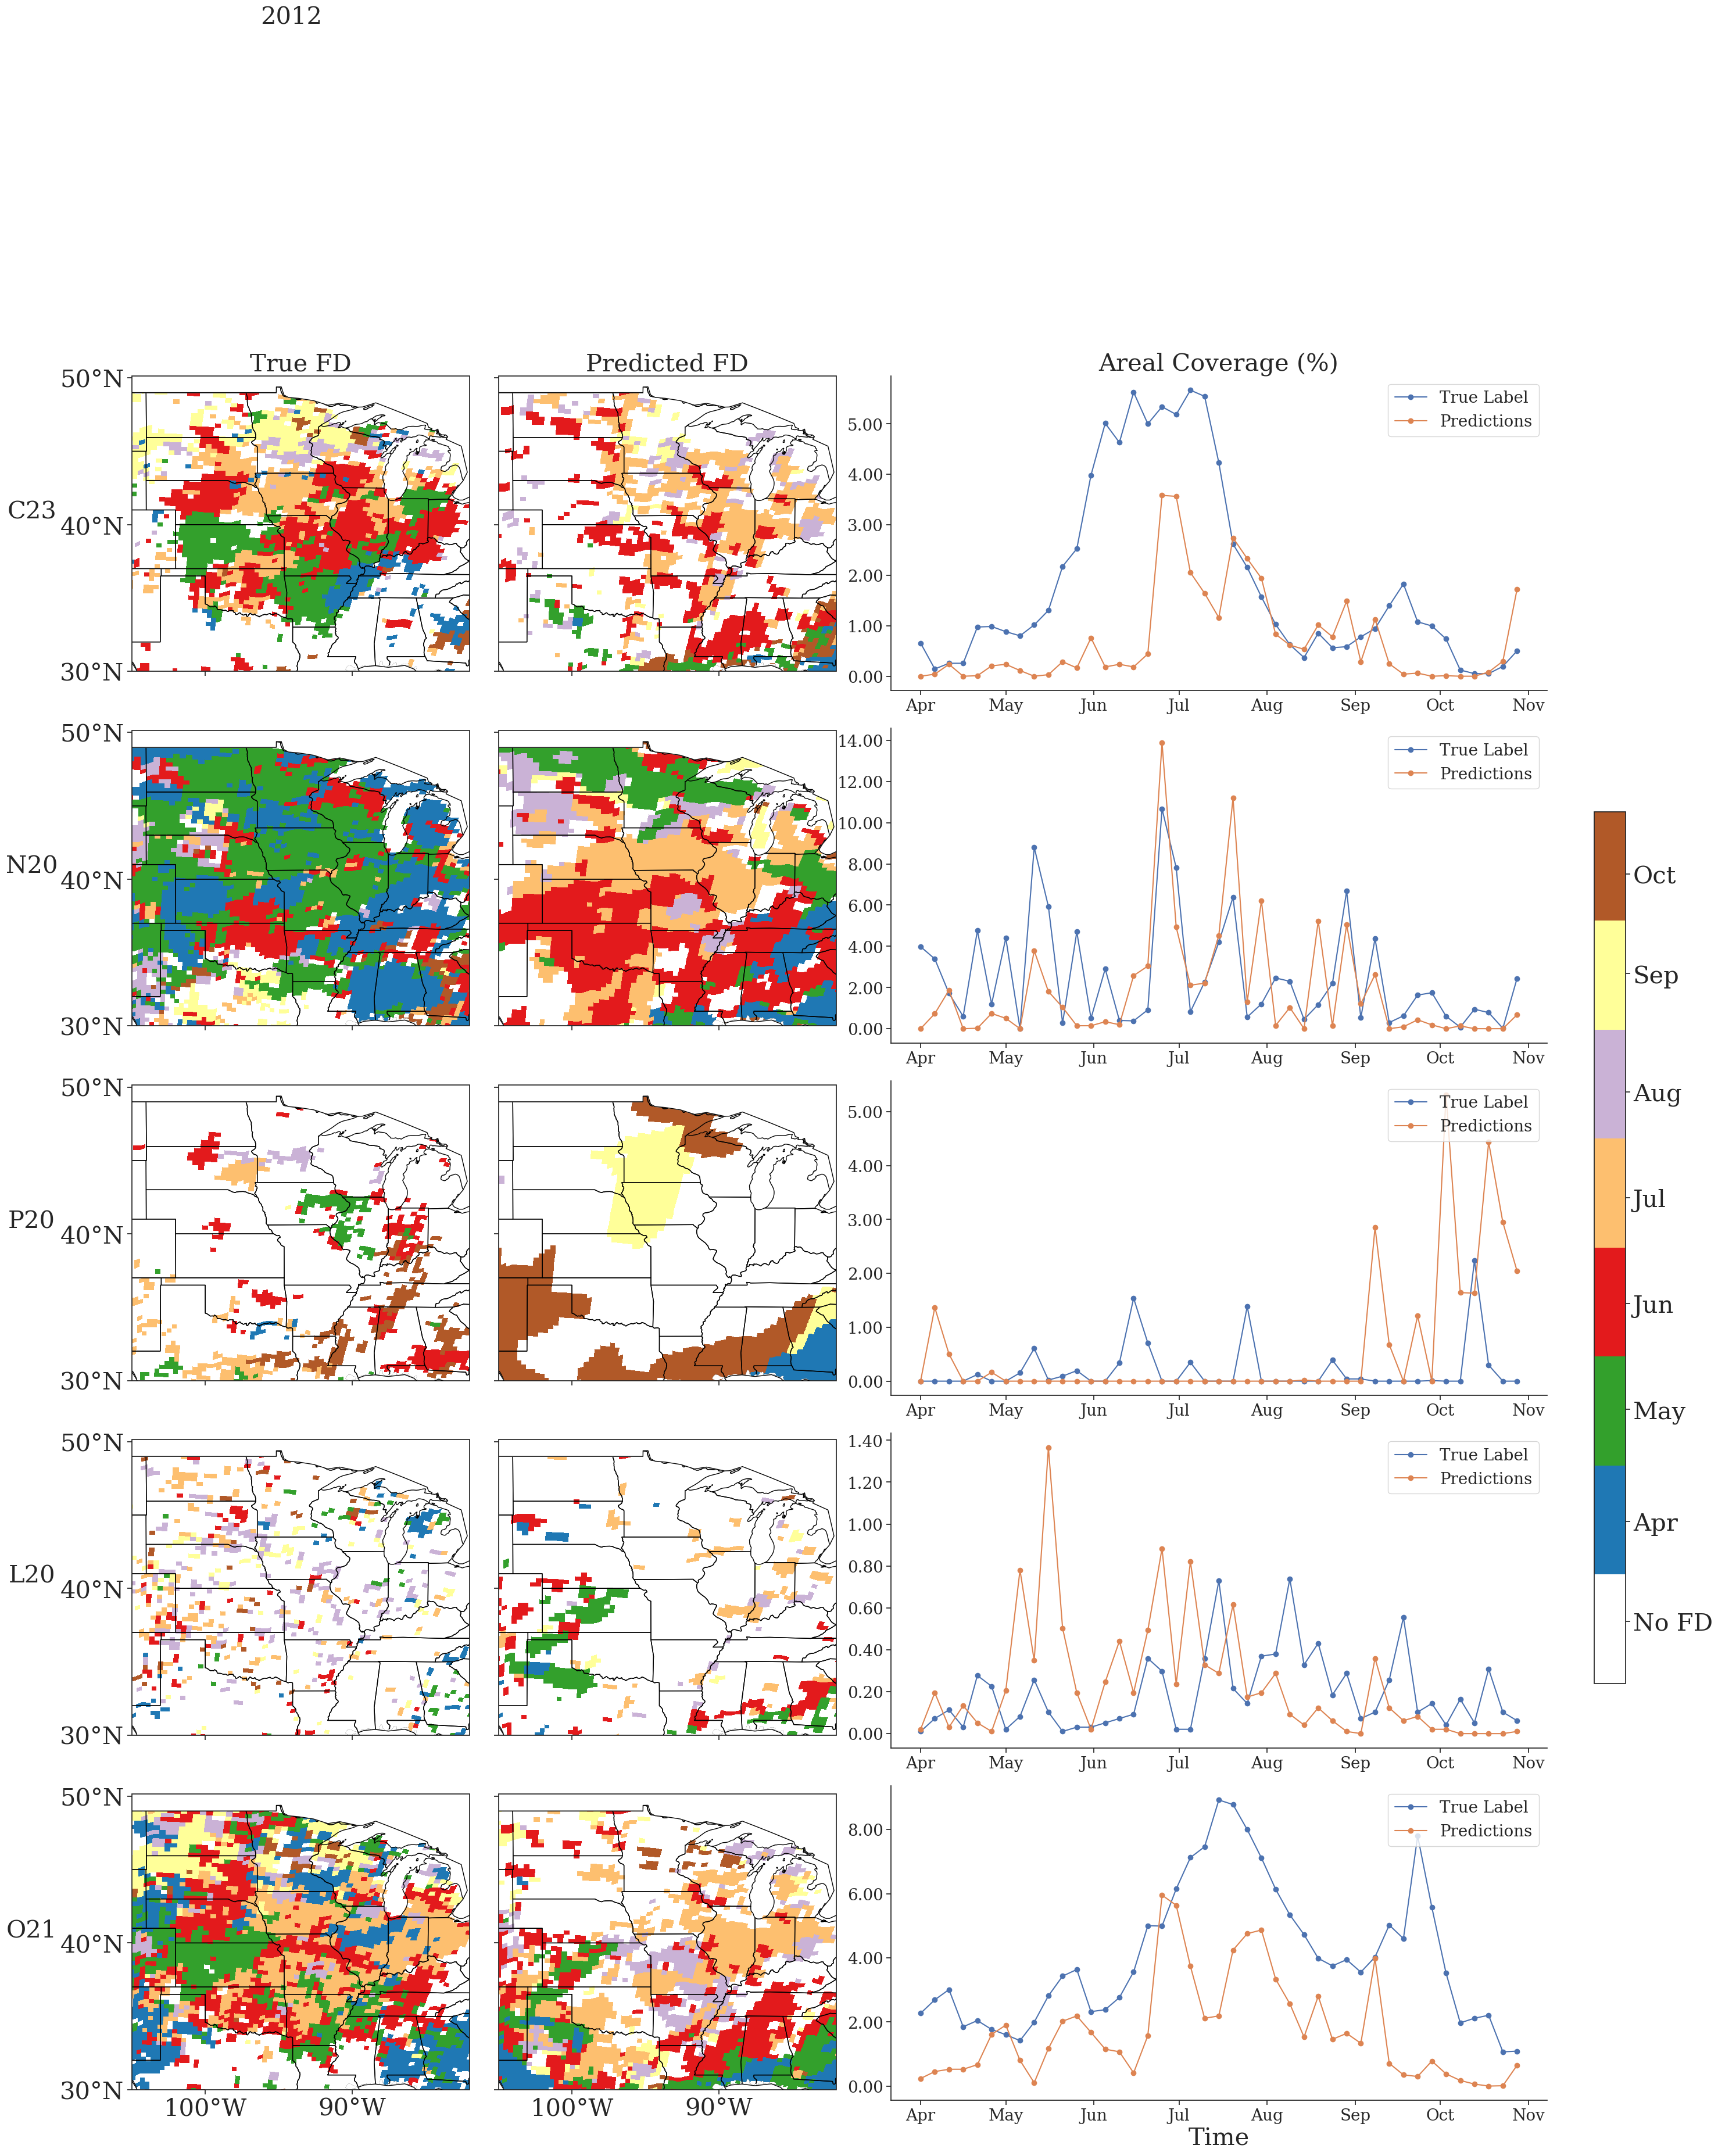 2012
True FD
Predicted FD
Areal Coverage (%)
C23
50°N
40°N
30°N
5.00
4.00
3.00
2.00
1.00
0.00
True Label
Predictions
Apr
May
Jun
Jul
Aug
Sep
Oct
Nov
N20
50°N
40°N
30°N
14.00
12.00
10.00
8.00
6.00
4.00
2.00
0.00
True Label
Predictions
Apr
May
Jun
Jul
Aug
Sep
Oct
Nov
P20
50°N
40°N
30°N
5.00
4.00
3.00
2.00
1.00
0.00
True Label
Predictions
Apr
May
Jun
Jul
Aug
Sep
Oct
Nov
L20
50°N
40°N
30°N
1.40
1.20
1.00
0.80
0.60
0.40
0.20
0.00
True Label
Predictions
Apr
May
Jun
Jul
Aug
Sep
Oct
Nov
O21
50°N
40°N
30°N
100°W
90°W
100°W
90°W
8.00
6.00
4.00
2.00
0.00
True Label
Predictions
Apr
May
Jun
Jul
Aug
Sep
Oct
Nov
Time
Oct
Sep
Aug
Jul
Jun
May
Apr
No FD